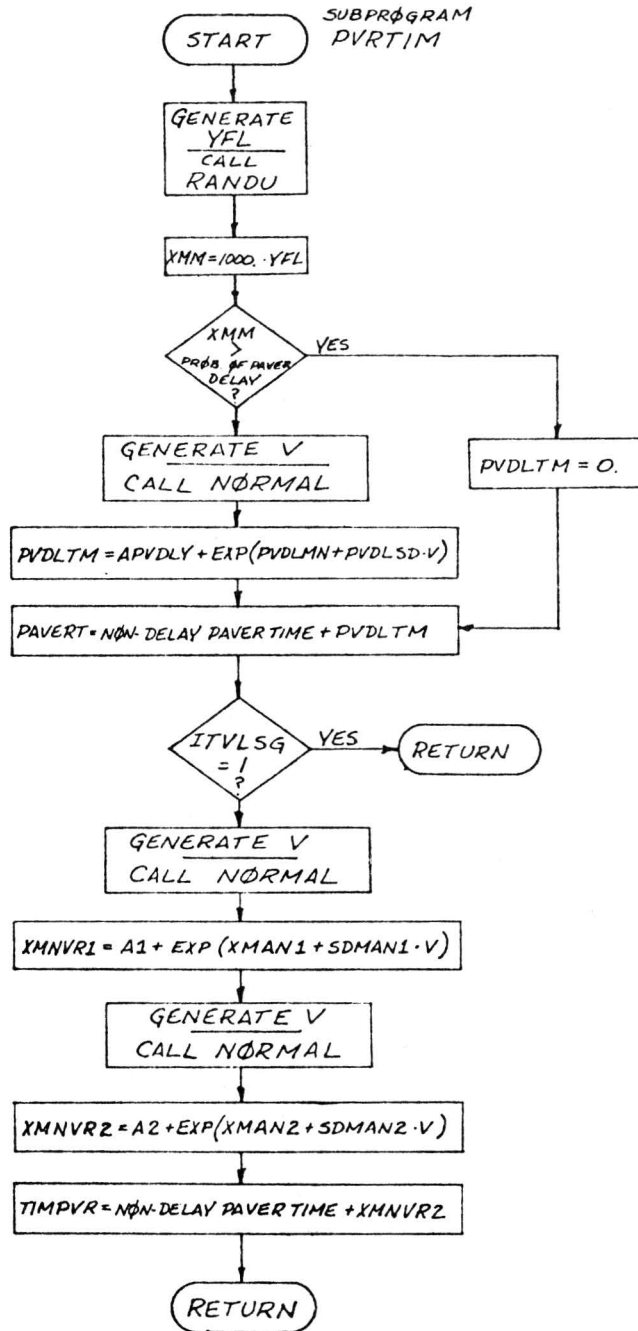 SUBPRØGRAM
PVRTIM
START
GENERATE
YFL
CALL
RANDU
XMM=1000.·YFL
XMM
>
PRØB. ØF PAVER
DELAY
?
YES
GENERATE V
CALL NØRMAL
PVDLTM = 0.
PVDLTM = APVDLY + EXP(PVDLMN + PVDLSD·V)
PAVERT = NØN-DELAY PAVER TIME + PVDLTM
ITVLSG
= 1
?
YES
RETURN
GENERATE V
CALL NØRMAL
XMNVR1 = A1 + EXP (XMAN1 + SDMAN1·V)
GENERATE V
CALL NØRMAL
XMNVR2 = A2 + EXP(XMAN2 + SDMAN2·V)
TIMPVR = NØN-DELAY PAVER TIME + XMNVR2
RETURN